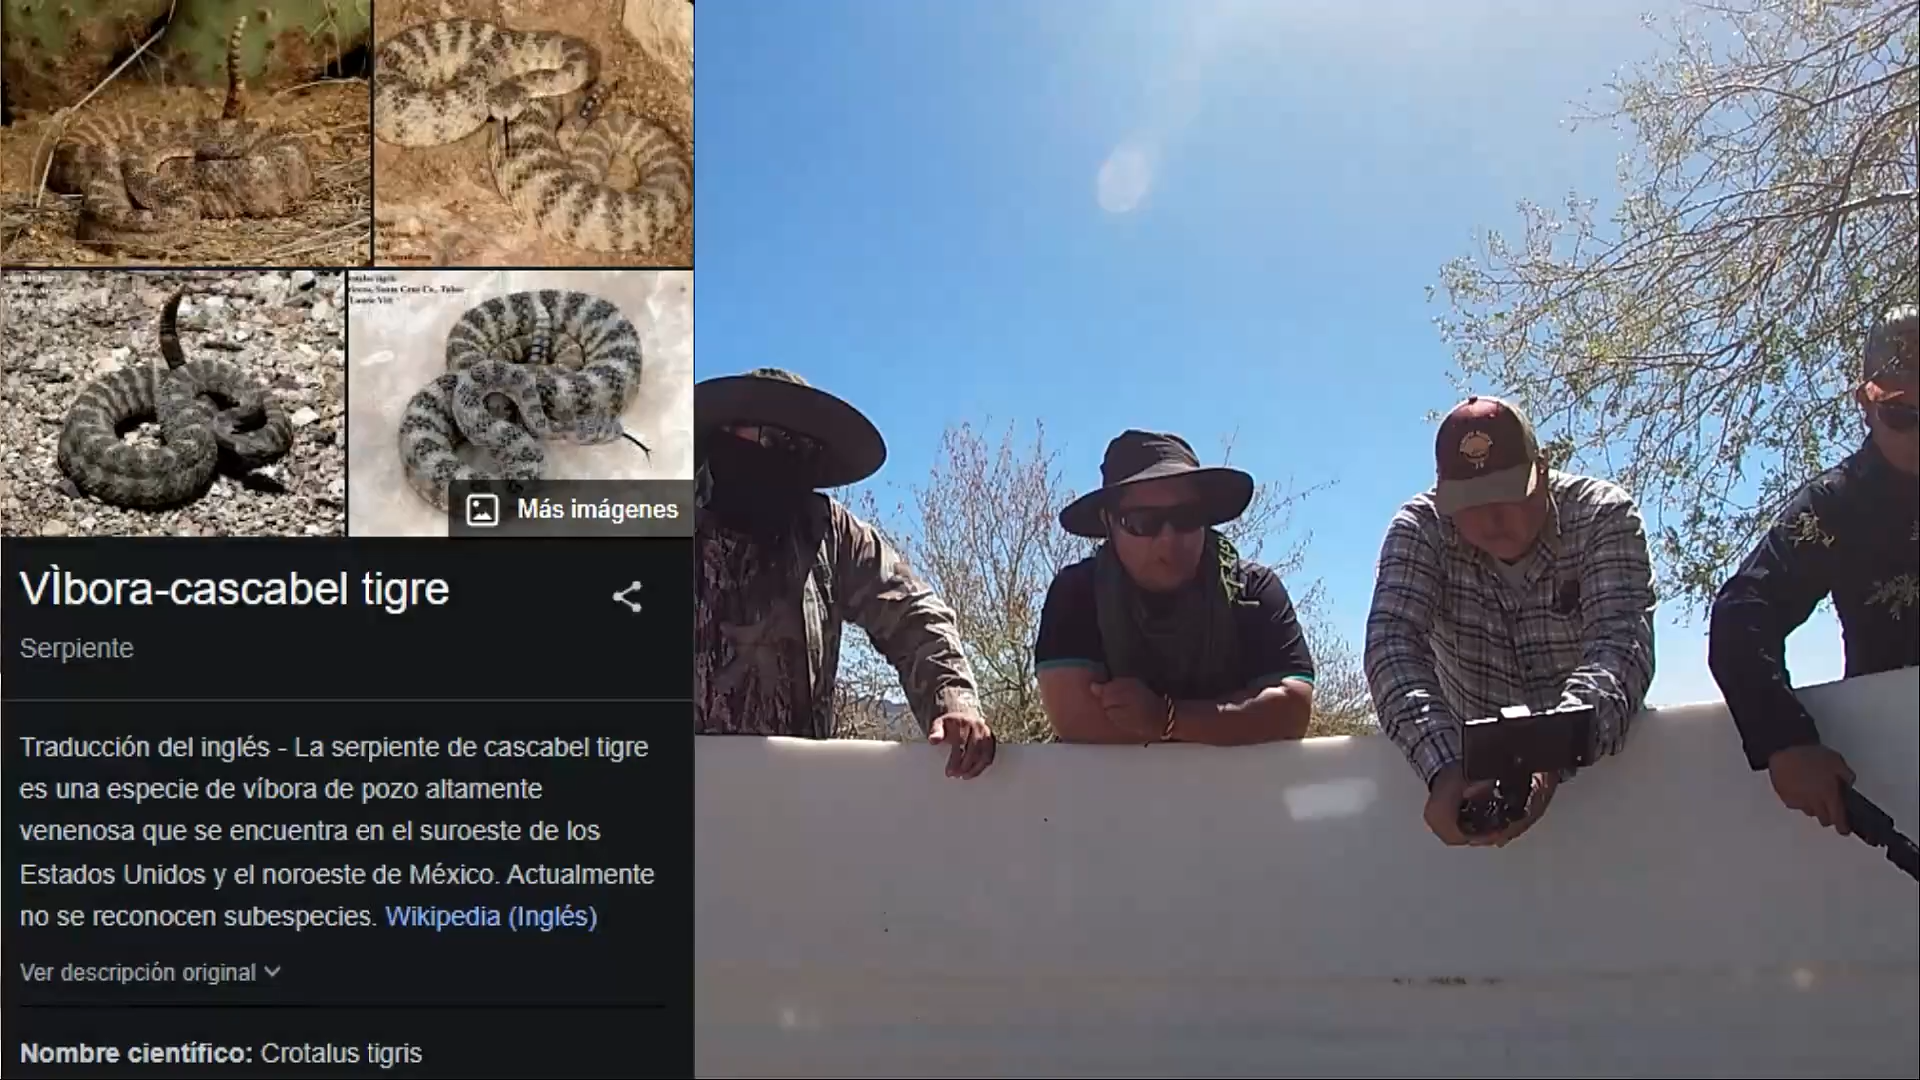 Más imágenes
VÌbora-cascabel tigre
Serpiente
Traducción del inglés - La serpiente de cascabel tigre
es una especie de víbora de pozo altamente
venenosa que se encuentra en el suroeste de los
Estados Unidos y el noroeste de México. Actualmente
no se reconocen subespecies. Wikipedia (Inglés)
Ver descripción original
Nombre científico: Crotalus tigris